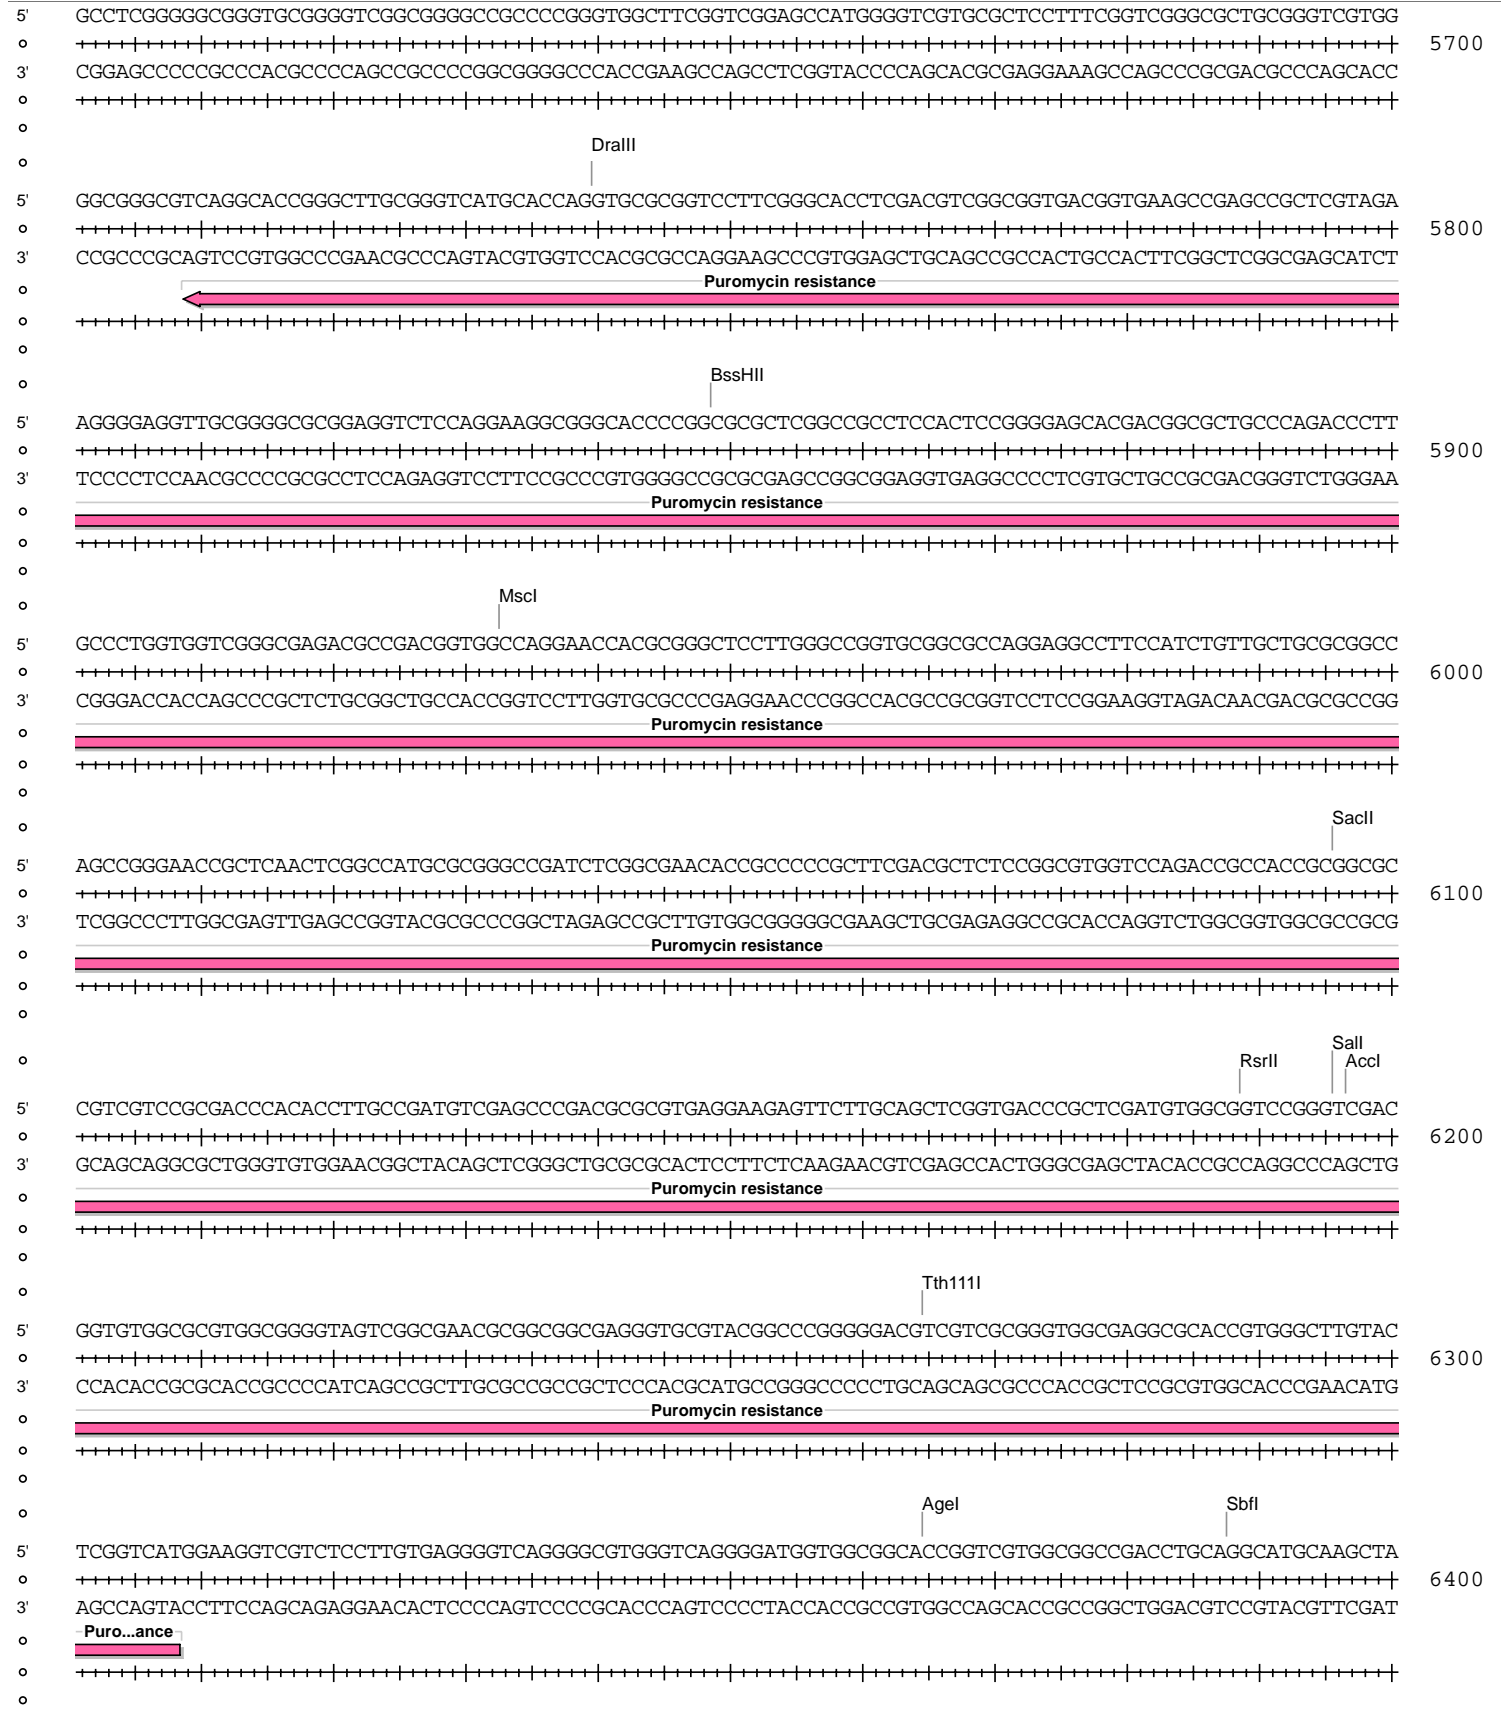 5' GCCTCGGGGGCGGGTGCGGGGTCGGCGGGGCCGCCCCGGGTGGCTTCGGTCGGAGCCATGGGGTCGTGCGCTCCTTTCGGTCGGGCGCTGCGGGTCGTGG
5700
3' CGGAGCCCCCGCCCACGCCCCAGCCGCCCCGGCGGGGCCCACCGAAGCCAGCCTCGGTACCCCAGCACGCGAGGAAAGCCAGCCCGCGACGCCCAGCACC
DraIII
5' GGCGGGCGTCAGGCACCGGGCTTGCGGGTCATGCACCAGGTGCGCGGTCCTTCGGGCACCTCGACGTCGGCGGTGACGGTGAAGCCGAGCCGCTCGTAGA
5800
3' CCGCCCGCAGTCCGTGGCCCGAACGCCCAGTACGTGGTCCACGCGCCAGGAAGCCCGTGGAGCTGCAGCCGCCACTGCCACTTCGGCTCGGCGAGCATCT
Puromycin resistance
BssHII
5' AGGGGAGGTTGCGGGGCGCGGAGGTCTCCAGGAAGGCGGGCACCCCGGCGCGCTCGGCCGCCTCCACTCCGGGGAGCACGACGGCGCTGCCCAGACCCTT
5900
3' TCCCCTCCAACGCCCCGCGCCTCCAGAGGTCCTTCCGCCCGTGGGGCCGCGCGAGCCGGCGGAGGTGAGGCCCCTCGTGCTGCCGCGACGGGTCTGGGAA
Puromycin resistance
MscI
5' GCCCTGGTGGTCGGGCGAGACGCCGACGGTGGCCAGGAACCACGCGGGCTCCTTGGGCCGGTGCGGCGCCAGGAGGCCTTCCATCTGTTGCTGCGCGGCC
6000
3' CGGGACCACCAGCCCGCTCTGCGGCTGCCACCGGTCCTTGGTGCGCCCGAGGAACCCGGCCACGCCGCGGTCCTCCGGAAGGTAGACAACGACGCGCCGG
Puromycin resistance
SacII
5' AGCCGGGAACCGCTCAACTCGGCCATGCGCGGGCCGATCTCGGCGAACACCGCCCCCGCTTCGACGCTCTCCGGCGTGGTCCAGACCGCCACCGCGGCGC
6100
3' TCGGCCCTTGGCGAGTTGAGCCGGTACGCGCCCGGCTAGAGCCGCTTGTGGCGGGGGCGAAGCTGCGAGAGGCCGCACCAGGTCTGGCGGTGGCGCCGCG
Puromycin resistance
SalI
RsrII AccI
5' CGTCGTCCGCGACCCACACCTTGCCGATGTCGAGCCCGACGCGCGTGAGGAAGAGTTCTTGCAGCTCGGTGACCCGCTCGATGTGGCGGTCCGGGTCGAC
6200
3' GCAGCAGGCGCTGGGTGTGGAACGGCTACAGCTCGGGCTGCGCGCACTCCTTCTCAAGAACGTCGAGCCACTGGGCGAGCTACACCGCCAGGCCCAGCTG
Puromycin resistance
Tth111I
5' GGTGTGGCGCGTGGCGGGGTAGTCGGCGAACGCGGCGGCGAGGGTGCGTACGGCCCGGGGGACGTCGTCGCGGGTGGCGAGGCGCACCGTGGGCTTGTAC
6300
3' CCACACCGCGCACCGCCCCATCAGCCGCTTGCGCCGCCGCTCCCACGCATGCCGGGCCCCCTGCAGCAGCGCCCACCGCTCCGCGTGGCACCCGAACATG
Puromycin resistance
AgeI SbfI
5' TCGGTCATGGAAGGTCGTCTCCTTGTGAGGGGTCAGGGGCGTGGGTCAGGGGATGGTGGCGGCACCGGTCGTGGCGGCCGACCTGCAGGCATGCAAGCTA
6400
3' AGCCAGTACCTTCCAGCAGAGGAACACTCCCCAGTCCCCGCACCCAGTCCCCTACCACCGCCGTGGCCAGCACCGCCGGCTGGACGTCCGTACGTTCGAT
Puro...ance